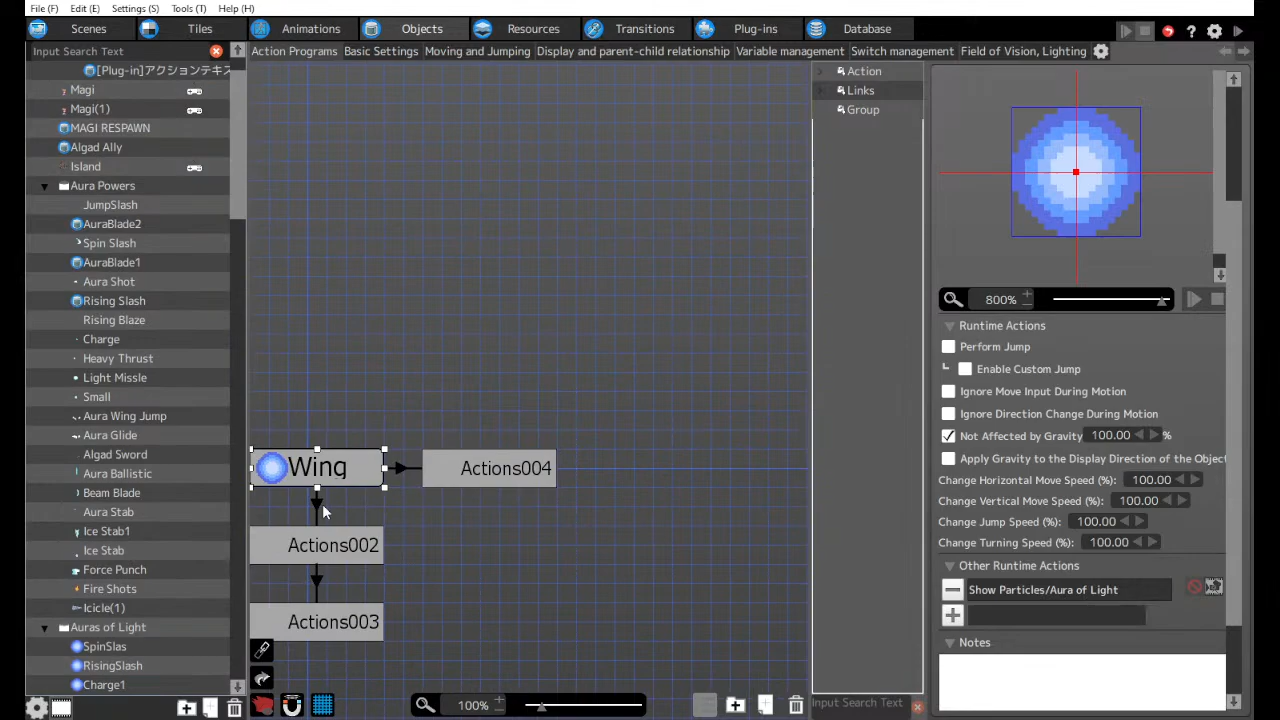 File (F) Edit (E) Settings (S) Tools (T) Help (H)
Scenes Tiles Animations Objects Resources Transitions Plug-ins Database
Input Search Text
Action Programs Basic Settings Moving and Jumping Display and parent-child relationship Variable management Switch management Field of Vision, Lighting
[Plug-in]アクションテキス
Magi
Magi(1)
MAGI RESPAWN
Algad Ally
Island
Aura Powers
JumpSlash
AuraBlade2
Spin Slash
AuraBlade1
Aura Shot
Rising Slash
Rising Blaze
Charge
Heavy Thrust
Light Missle
Small
Aura Wing Jump
Aura Glide
Algad Sword
Aura Ballistic
Beam Blade
Aura Stab
Ice Stab1
Ice Stab
Force Punch
Fire Shots
Icicle(1)
Auras of Light
SpinSlas
RisingSlash
Charge1
Wing
Actions004
Actions002
Actions003
100%
Action
Links
Group
Input Search Text
800%
Runtime Actions
Perform Jump
Enable Custom Jump
Ignore Move Input During Motion
Ignore Direction Change During Motion
Not Affected by Gravity 100.00 %
Apply Gravity to the Display Direction of the Object
Change Horizontal Move Speed (%): 100.00
Change Vertical Move Speed (%): 100.00
Change Jump Speed (%): 100.00
Change Turning Speed (%): 100.00
Other Runtime Actions
Show Particles/Aura of Light
Notes